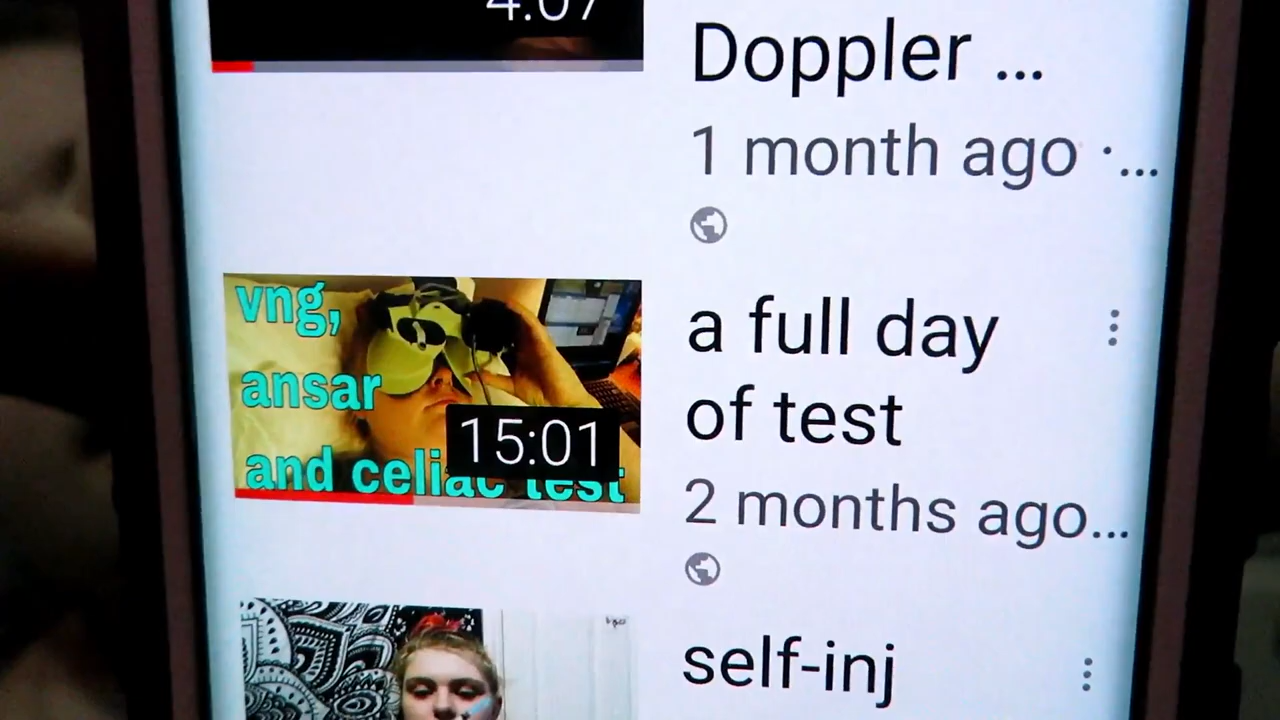 4:07
Doppler ...
1 month ago ·...
vng,
ansar
and celiac test
15:01
a full day
of test
2 months ago...
self-inj